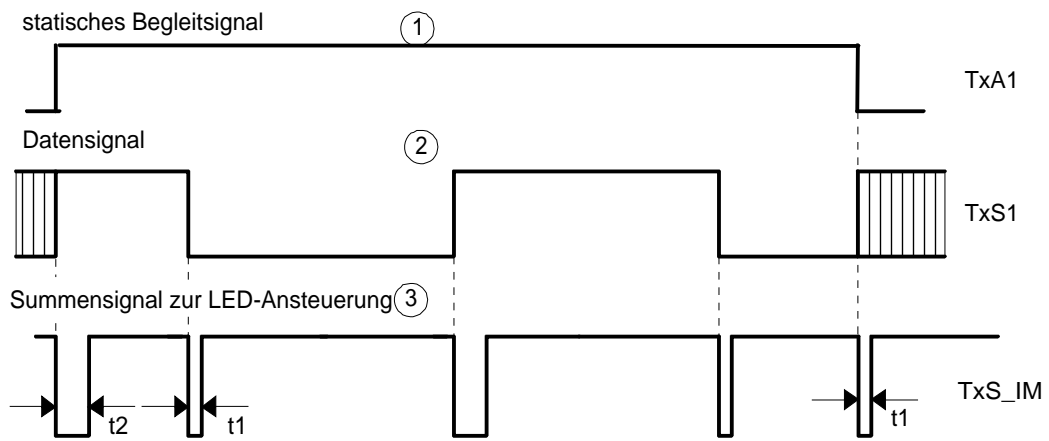 statisches Begleitsignal
1
TxA1
Datensignal
2
TxS1
Summensignal zur LED-Ansteuerung 3
TxS_IM
t2
t1
t1